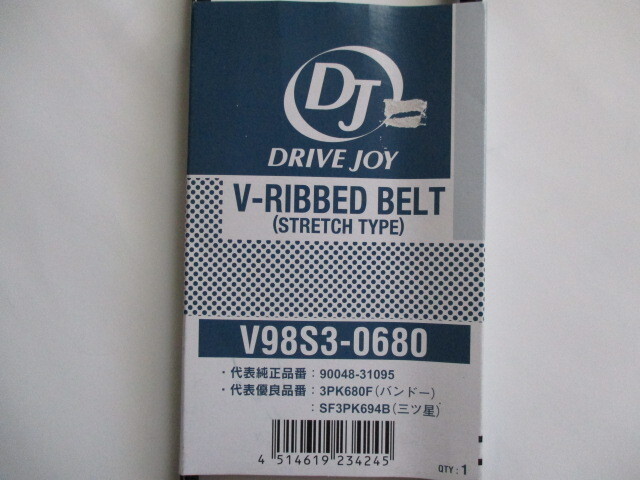 DJ
DRIVE JOY
V-RIBBED BELT
(STRETCH TYPE)
V98S3-0680
・代表純正品番：90048-31095
・代表優良品番：3PK680F(バンドー)
：SF3PK694B(三ツ星)
4 514619 234245
QTY : 1